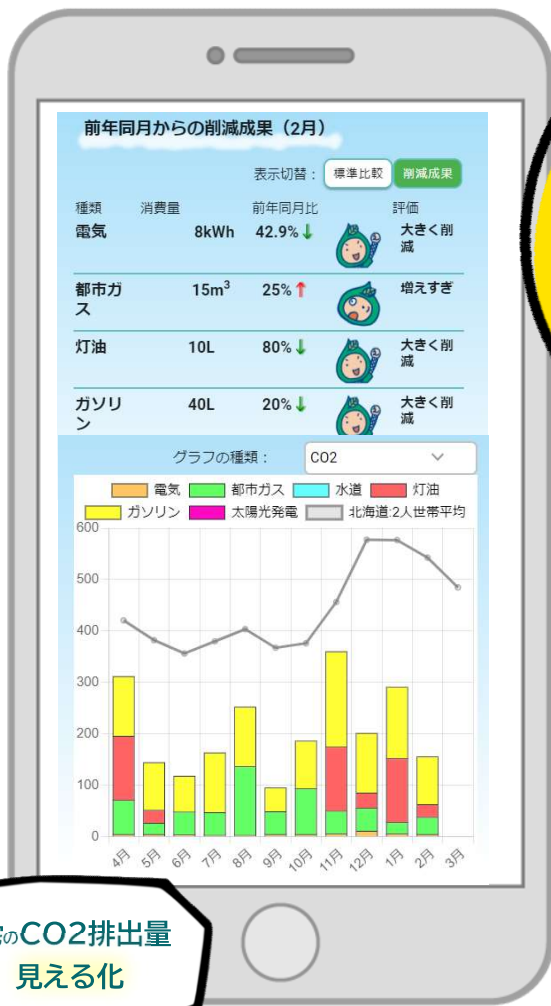 前年同月からの削減成果（2月）
表示切替： 標準比較 削減成果
種類 消費量 前年同月比 評価
電気 8kWh 42.9%↓ 大きく削減
都市ガス 15m³ 25%↑ 増えすぎ
灯油 10L 80%↓ 大きく削減
ガソリン 40L 20%↓ 大きく削減
グラフの種類： CO2
電気 都市ガス 水道 灯油
ガソリン 太陽光発電 北海道:2人世帯平均
600
500
400
300
200
100
0
4月 5月 6月 7月 8月 9月 10月 11月 12月 1月 2月 3月
のCO2排出量
見える化